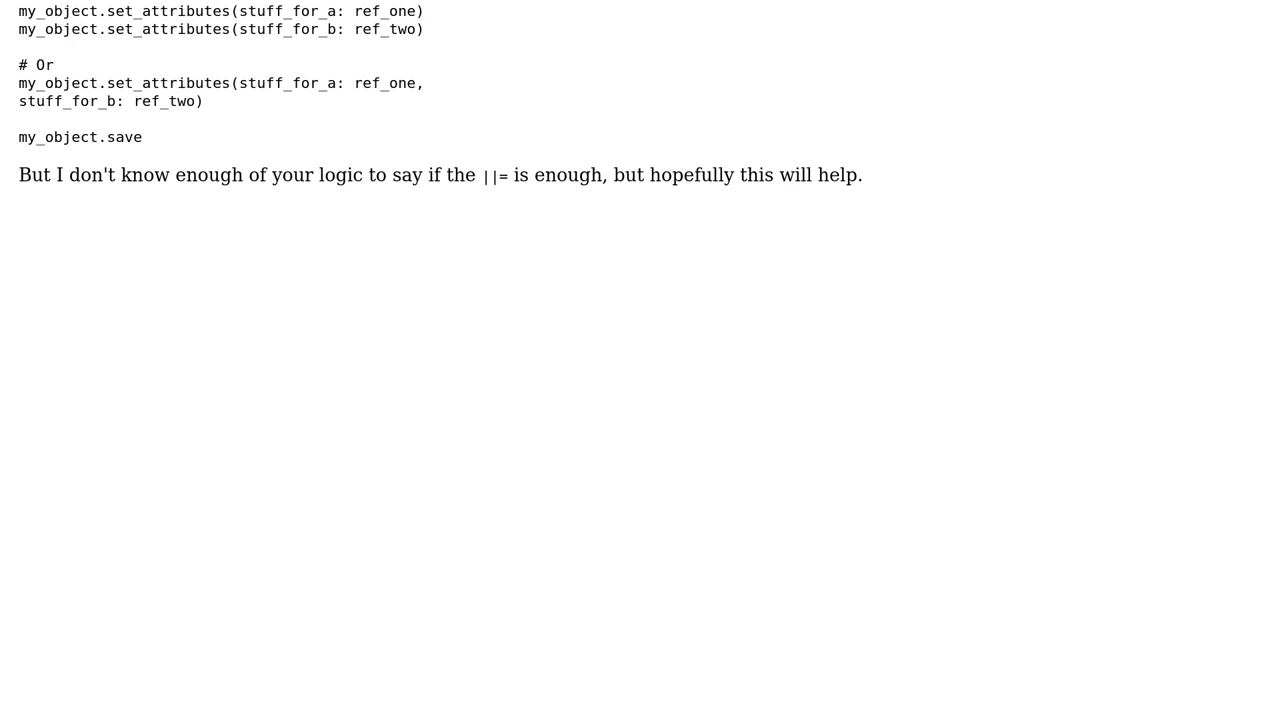 my_object.set_attributes(stuff_for_a: ref_one)
my_object.set_attributes(stuff_for_b: ref_two)
# Or
my_object.set_attributes(stuff_for_a: ref_one,
stuff_for_b: ref_two)
my_object.save
But I don't know enough of your logic to say if the ||= is enough, but hopefully this will help.